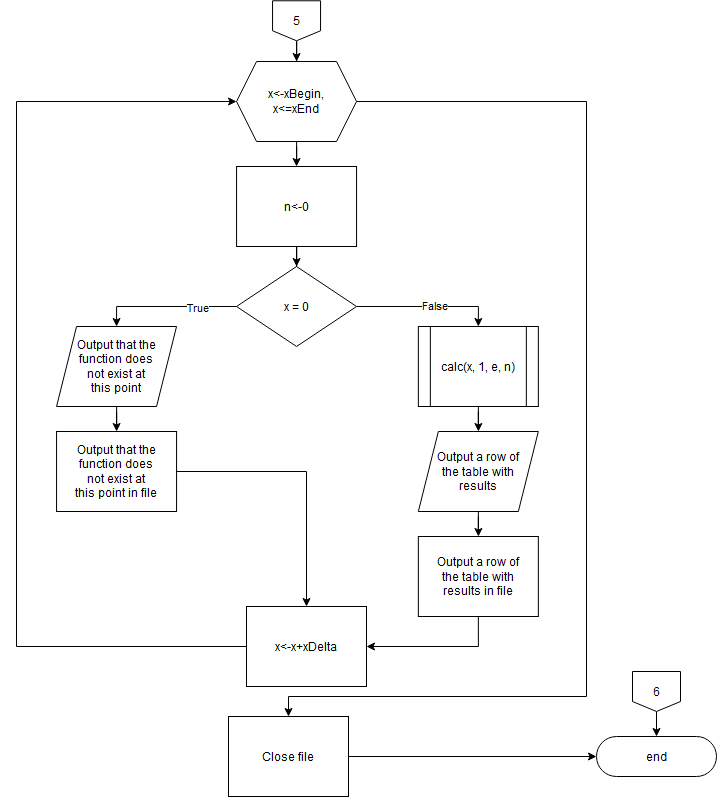 5
x<-xBegin,
x<=xEnd
n<-0
x = 0
True
False
Output that the
function does
not exist at
this point
calc(x, 1, e, n)
Output that the
function does
not exist at
this point in file
Output a row of
the table with
results
Output a row of
the table with
results in file
x<-x+xDelta
6
Close file
end